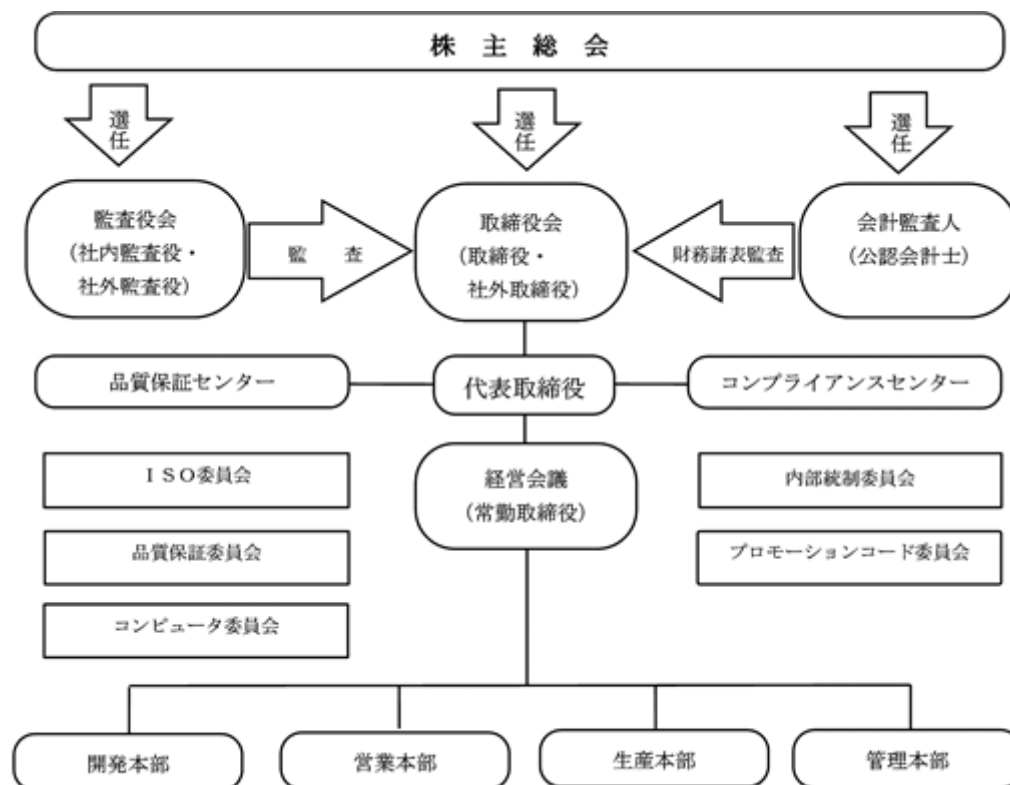 株 主 総 会
選任
選任
選任
監査役会
(社内監査役・
社外監査役)
監 査
取締役会
(取締役・
社外取締役)
財務諸表監査
会計監査人
(公認会計士)
品質保証センター
代表取締役
コンプライアンスセンター
ISO委員会
経営会議
(常勤取締役)
内部統制委員会
品質保証委員会
プロモーションコード委員会
コンピュータ委員会
開発本部
営業本部
生産本部
管理本部